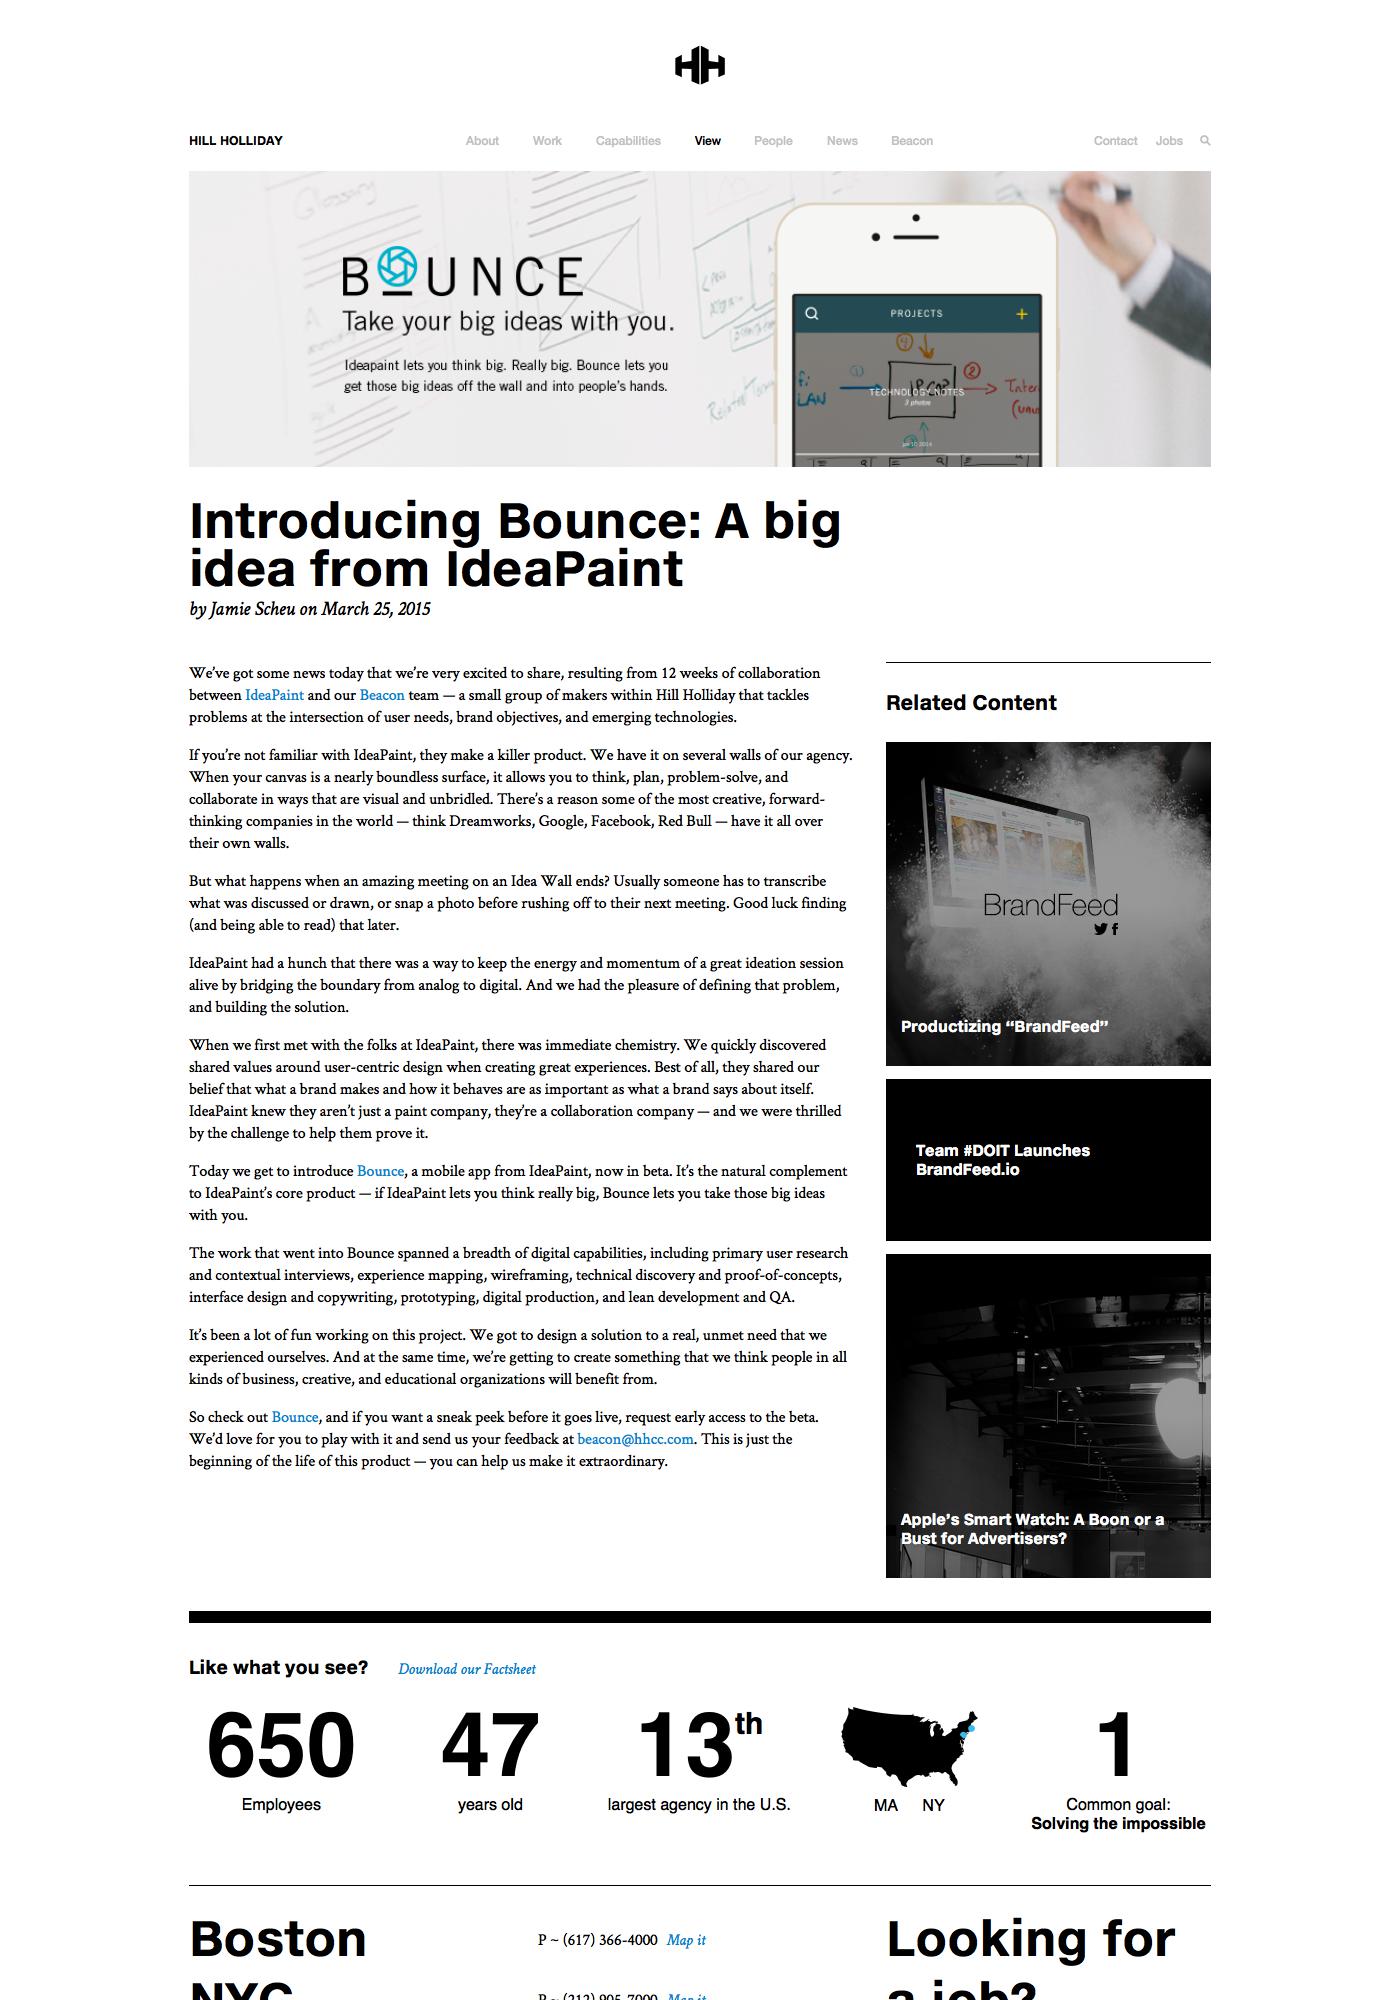 HILL HOLLIDAY
About Work Capabilities View People News Beacon
Contact Jobs
Glossary
BOUNCE
Take your big ideas with you.
Ideapaint lets you think big. Really big. Bounce lets you
get those big ideas off the wall and into people's hands.
PROJECTS
TECHNOLOGY NOTES
3 photos
LAN
Introducing Bounce: A big
idea from IdeaPaint
by Jamie Scheu on March 25, 2015
We've got some news today that we're very excited to share, resulting from 12 weeks of collaboration
between IdeaPaint and our Beacon team — a small group of makers within Hill Holliday that tackles
problems at the intersection of user needs, brand objectives, and emerging technologies.
If you're not familiar with IdeaPaint, they make a killer product. We have it on several walls of our agency.
When your canvas is a nearly boundless surface, it allows you to think, plan, problem-solve, and
collaborate in ways that are visual and unbridled. There's a reason some of the most creative, forward-
thinking companies in the world — think Dreamworks, Google, Facebook, Red Bull — have it all over
their own walls.
But what happens when an amazing meeting on an Idea Wall ends? Usually someone has to transcribe
what was discussed or drawn, or snap a photo before rushing off to their next meeting. Good luck finding
(and being able to read) that later.
IdeaPaint had a hunch that there was a way to keep the energy and momentum of a great ideation session
alive by bridging the boundary from analog to digital. And we had the pleasure of defining that problem,
and building the solution.
When we first met with the folks at IdeaPaint, there was immediate chemistry. We quickly discovered
shared values around user-centric design when creating great experiences. Best of all, they shared our
belief that what a brand makes and how it behaves are as important as what a brand says about itself.
IdeaPaint knew they aren't just a paint company, they're a collaboration company — and we were thrilled
by the challenge to help them prove it.
Today we get to introduce Bounce, a mobile app from IdeaPaint, now in beta. It's the natural complement
to IdeaPaint's core product — if IdeaPaint lets you think really big, Bounce lets you take those big ideas
with you.
The work that went into Bounce spanned a breadth of digital capabilities, including primary user research
and contextual interviews, experience mapping, wireframing, technical discovery and proof-of-concepts,
interface design and copywriting, prototyping, digital production, and lean development and QA.
It's been a lot of fun working on this project. We got to design a solution to a real, unmet need that we
experienced ourselves. And at the same time, we're getting to create something that we think people in all
kinds of business, creative, and educational organizations will benefit from.
So check out Bounce, and if you want a sneak peek before it goes live, request early access to the beta.
We'd love for you to play with it and send us your feedback at beacon@hhcc.com. This is just the
beginning of the life of this product — you can help us make it extraordinary.
Related Content
BrandFeed
Productizing “BrandFeed”
Team #DOIT Launches
BrandFeed.io
Apple's Smart Watch: A Boon or a
Bust for Advertisers?
Like what you see? Download our Factsheet
650
Employees
47
years old
13th
largest agency in the U.S.
MA NY
1
Common goal:
Solving the impossible
Boston
P ~ (617) 366-4000 Map it
NYC
P ~ (212) 905-7000 Map it
Looking for
a job?